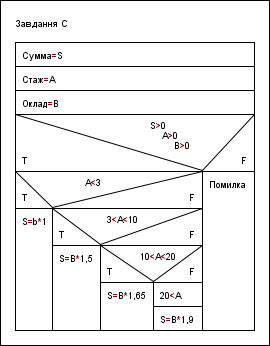 Завдання С
Сумма=S
Стаж=А
Оклад=В
S>0
A>0
B>0
T
F
A<3
Помилка
T
F
S=b*1
3<A<10
T
F
S=B*1,5
10<A<20
T
F
S=B*1,65
20<A
S=B*1,9